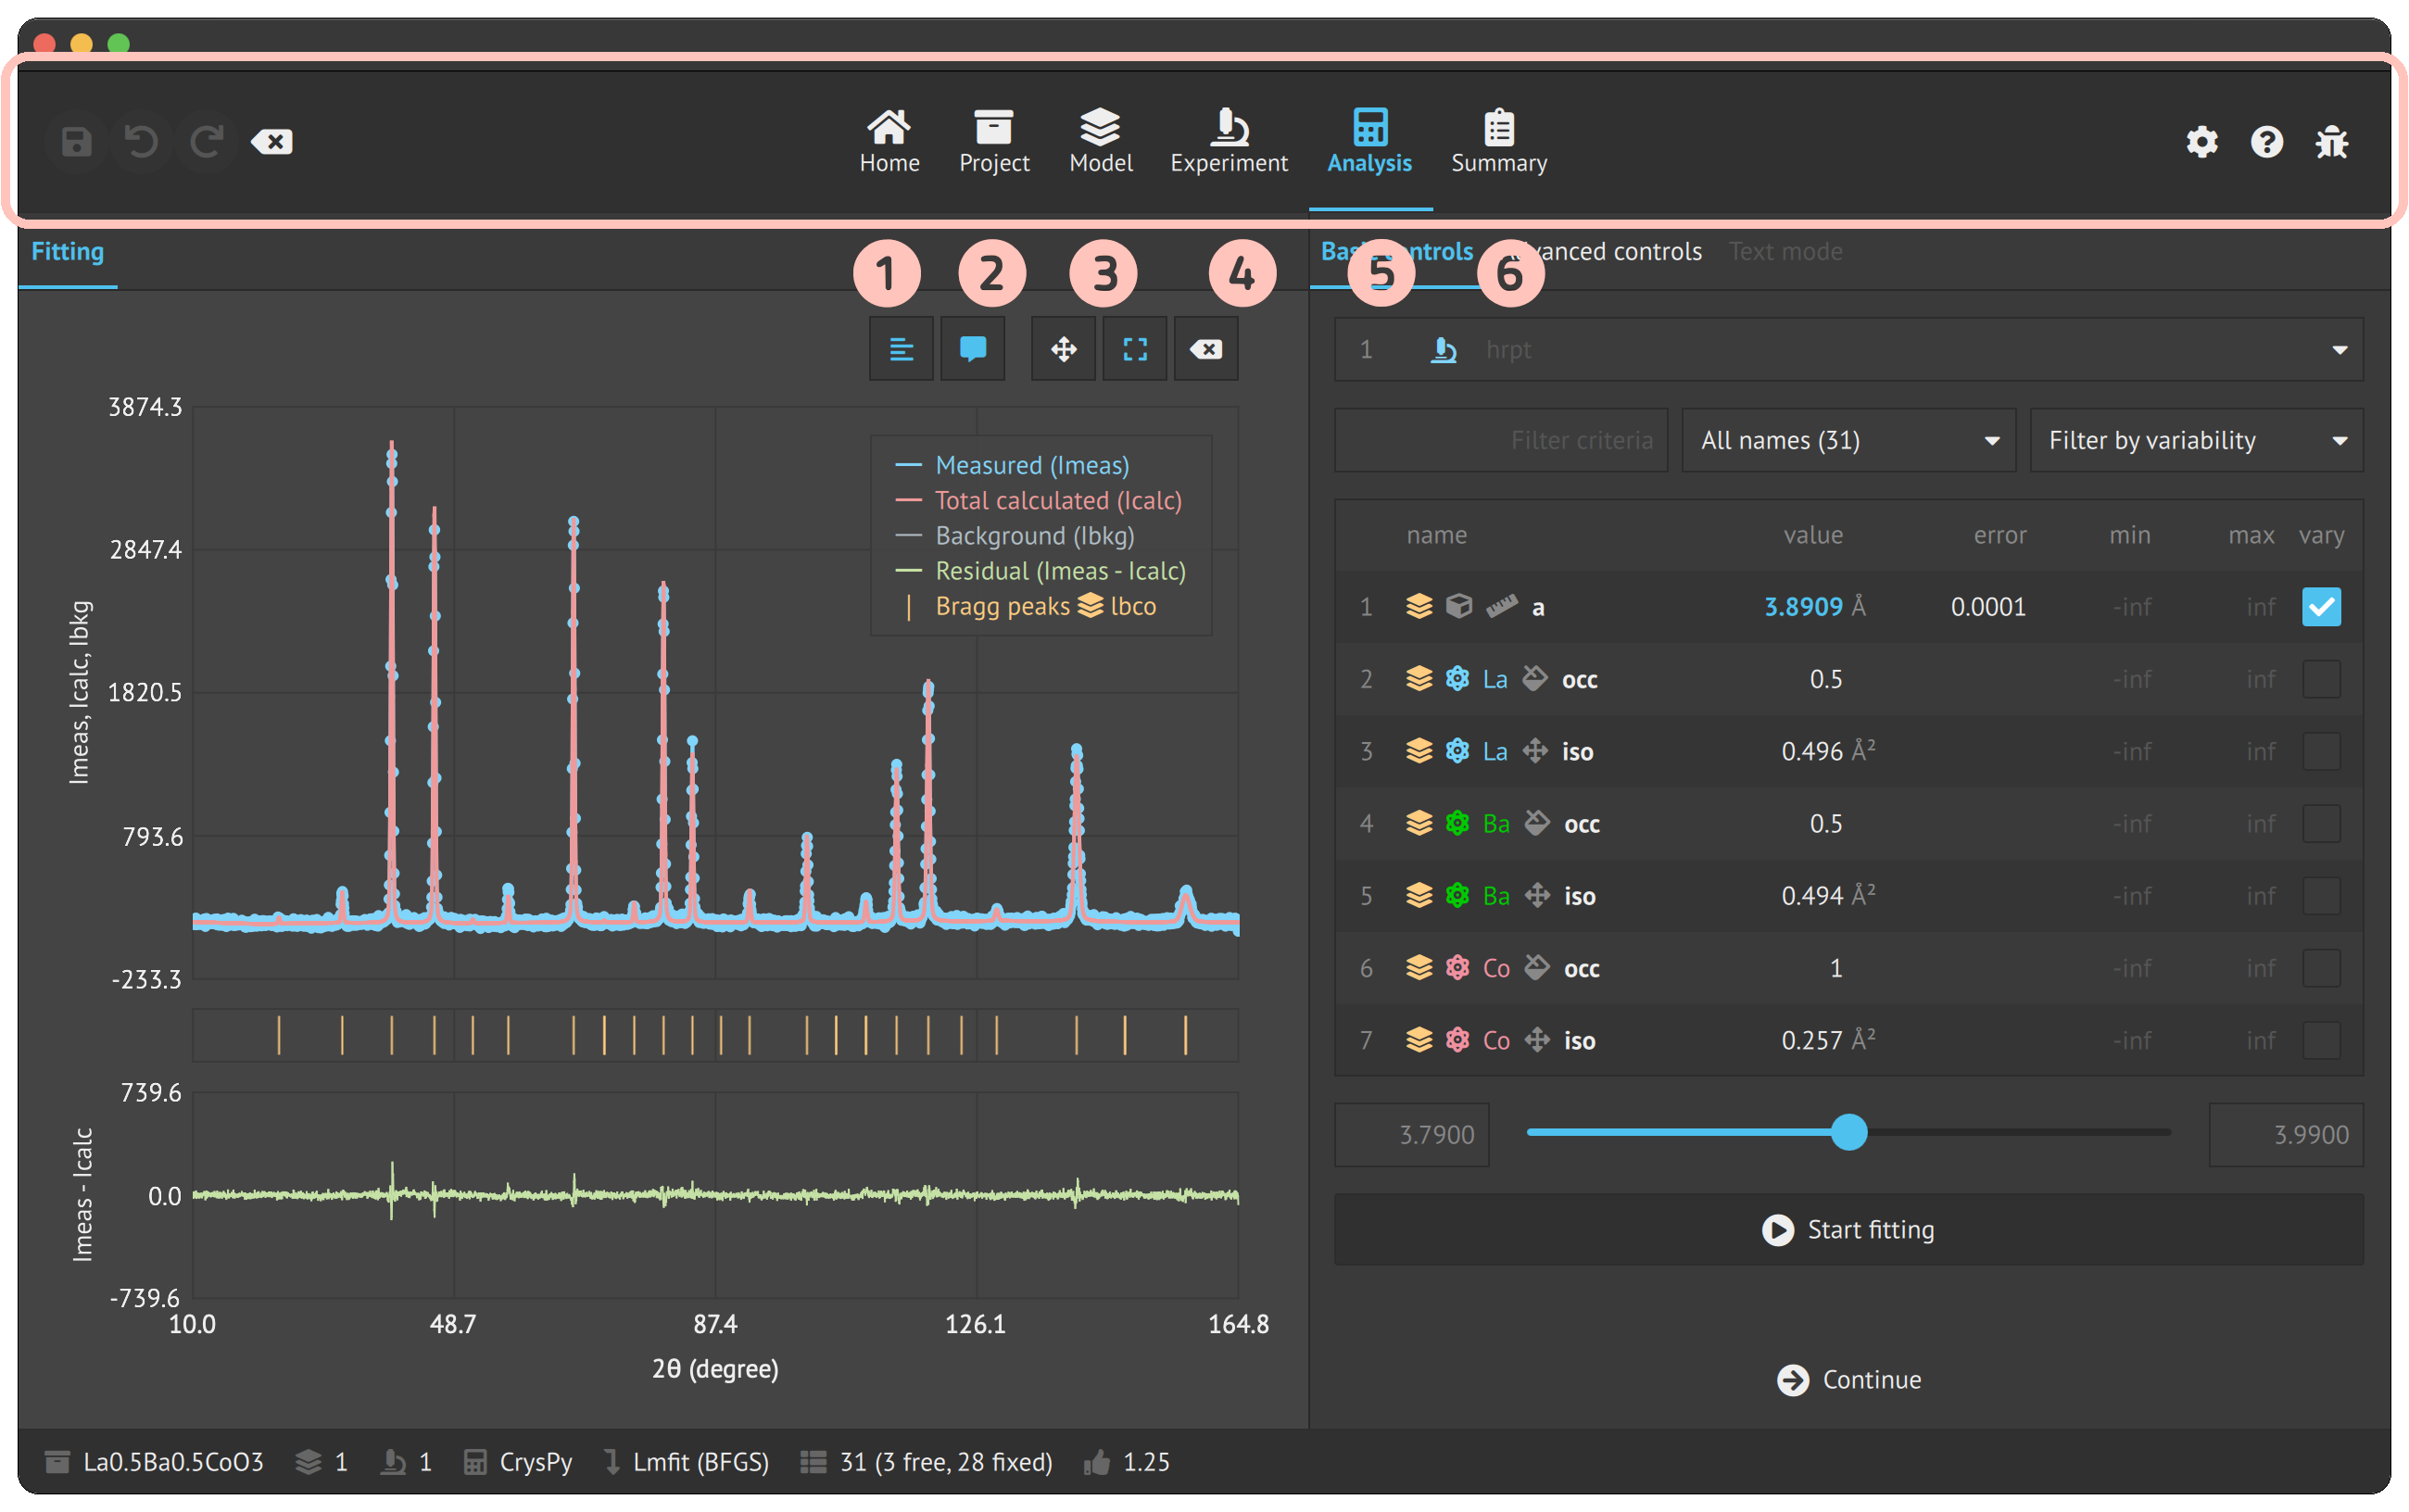 Home Project Model Experiment Analysis Summary
Fitting
1 2 3 4 5 6
Controls Advanced controls Text mode
1 hrpt
Filter criteria All names (31) Filter by variability
3874.3
2847.4
1820.5
793.6
-233.3
Imeas, Icalc, Ibkg
Measured (Imeas)
Total calculated (Icalc)
Background (Ibkg)
Residual (Imeas - Icalc)
Bragg peaks lbco
739.6
0.0
-739.6
Imeas - Icalc
10.0 48.7 87.4 126.1 164.8
2θ (degree)
name value error min max vary
1 a 3.8909 Å 0.0001 -inf inf
2 La occ 0.5 -inf inf
3 La iso 0.496 Å² -inf inf
4 Ba occ 0.5 -inf inf
5 Ba iso 0.494 Å² -inf inf
6 Co occ 1 -inf inf
7 Co iso 0.257 Å² -inf inf
3.7900 3.9900
Start fitting
Continue
La0.5Ba0.5CoO3 1 1 CrysPy Lmfit (BFGS) 31 (3 free, 28 fixed) 1.25